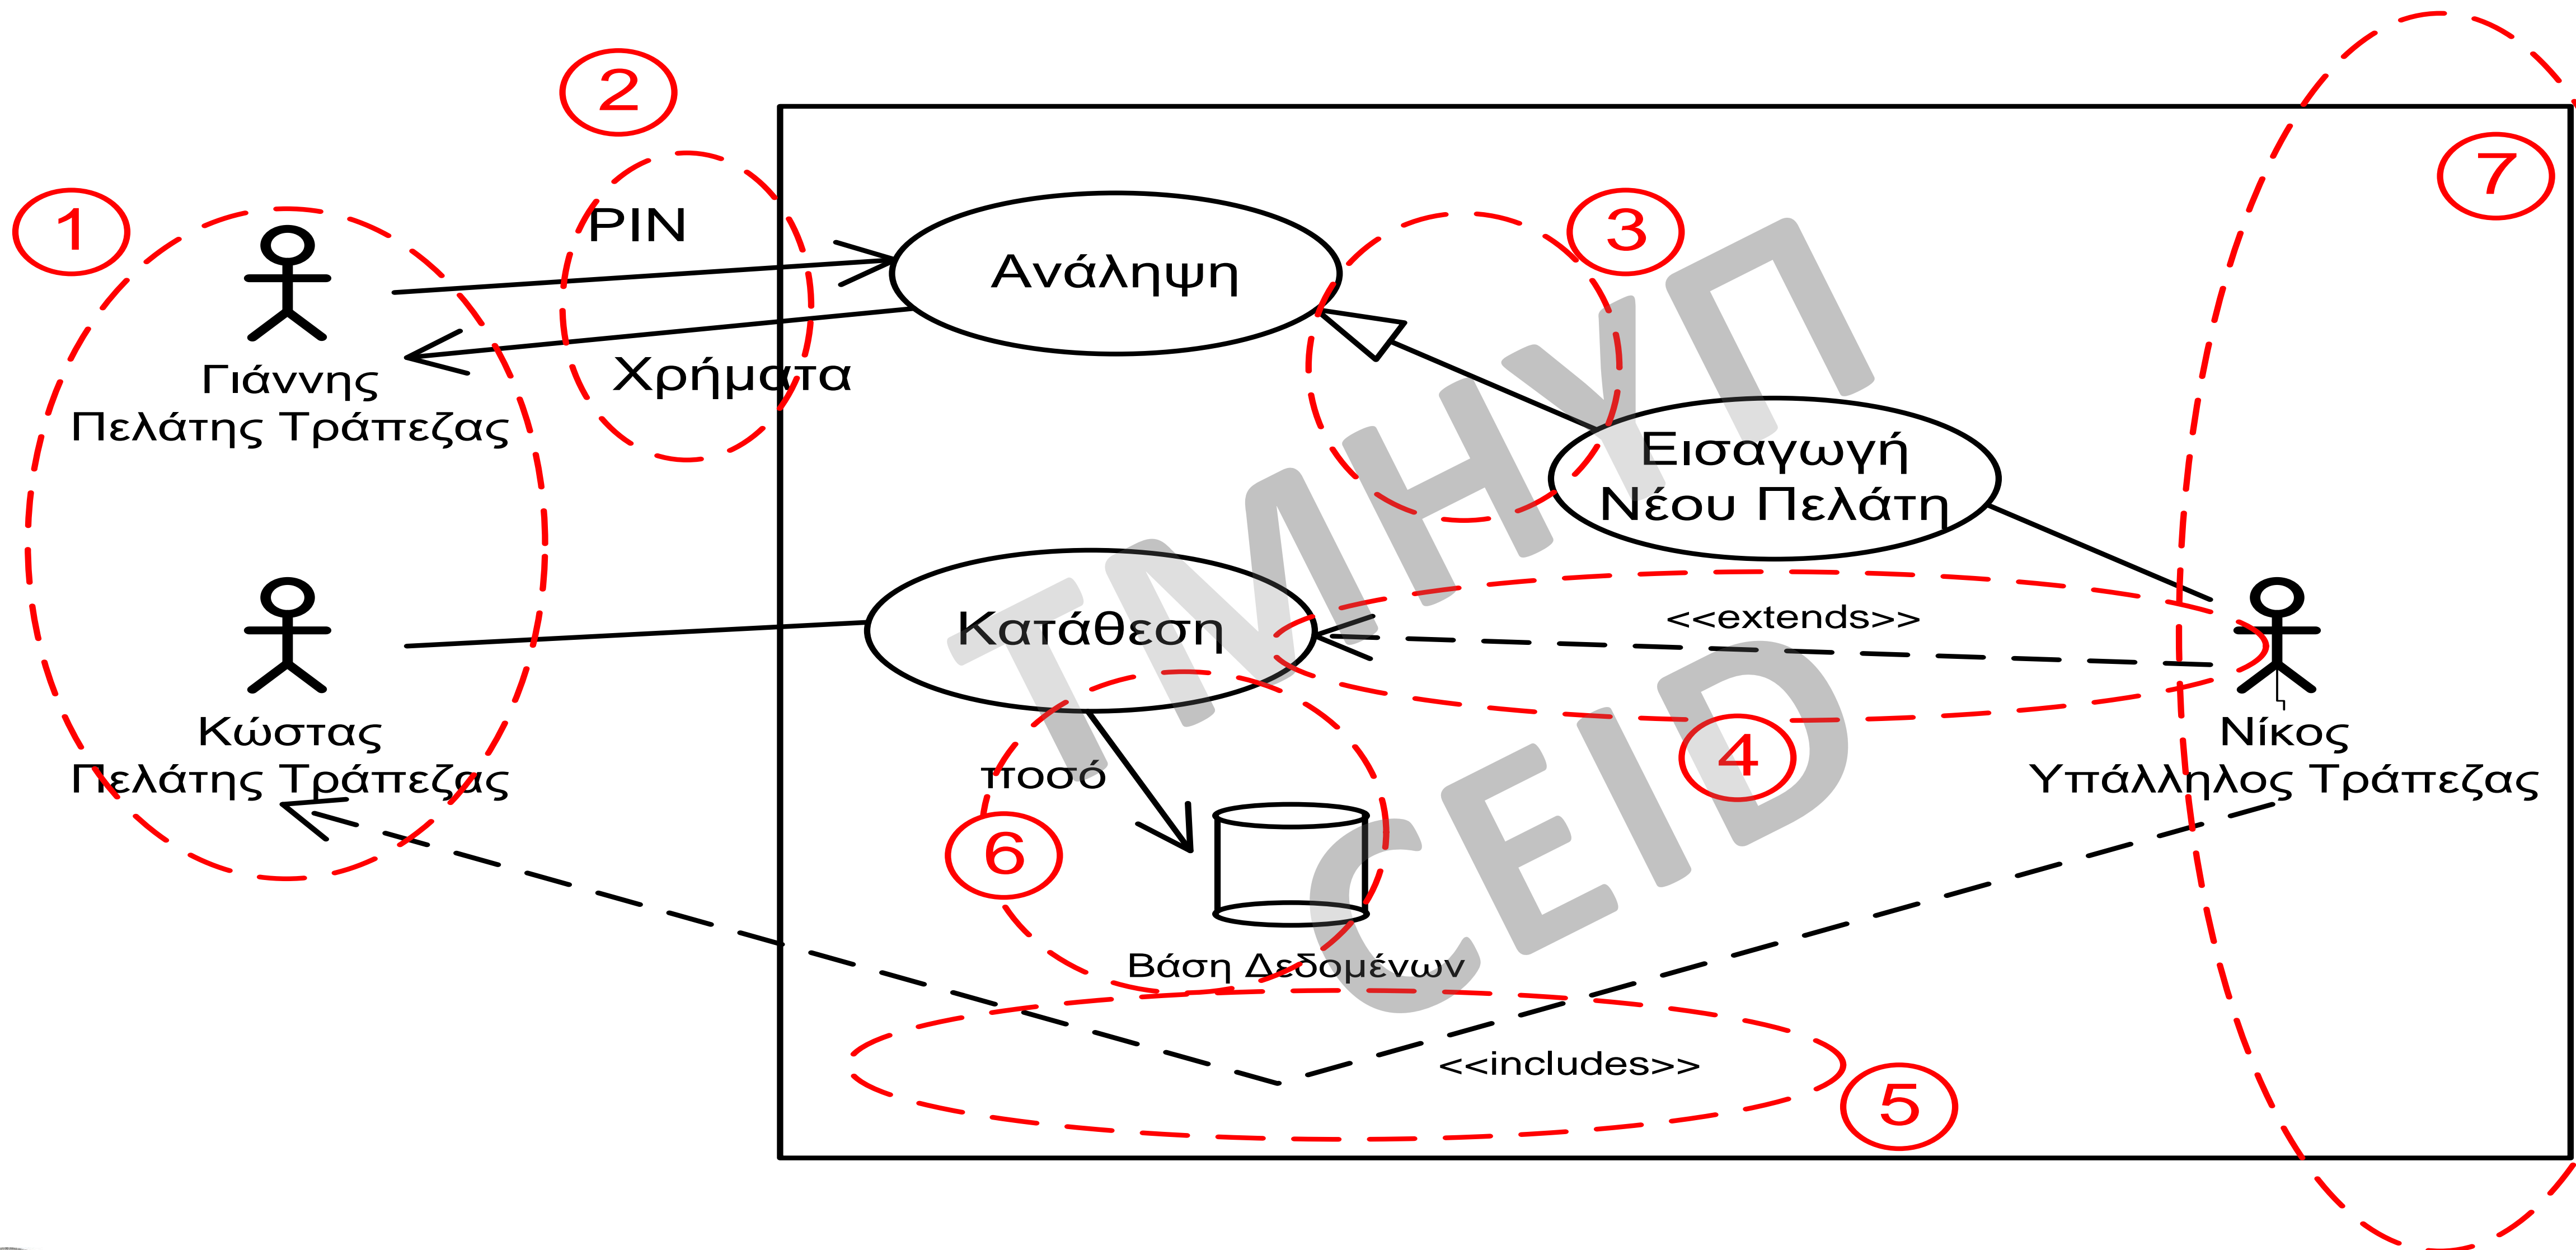 2
7
1
PIN
3
Ανάληψη
Χρήματα
Γιάννης
Πελάτης Τράπεζας
Εισαγωγή
Νέου Πελάτη
ΤΜΗΥΠ
CEID
Κατάθεση
<<extends>>
4
Κώστας
Πελάτης Τράπεζας
Νίκος
Υπάλληλος Τράπεζας
ποσό
6
Βάση Δεδομένων
<<includes>>
5